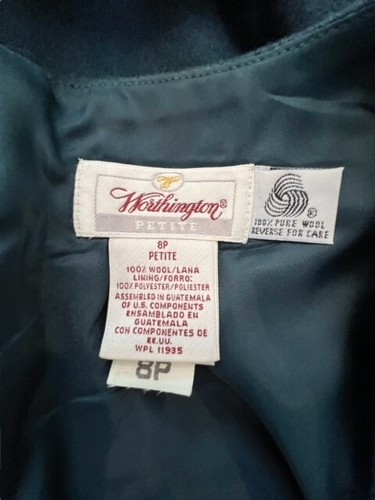 W
Worthington®
PETITE
100% PURE WOOL
REVERSE FOR CARE
8P
PETITE
100% WOOL/LANA
LINING/FORRO:
100% POLYESTER/POLIESTER
ASSEMBLED IN GUATEMALA
OF U.S. COMPONENTS
ENSAMBLADO EN
GUATEMALA
CON COMPONENTES DE
EE.UU.
WPL 11935
8P